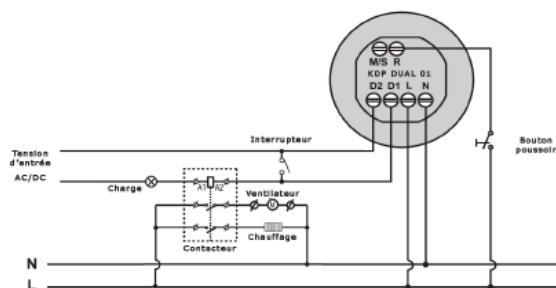 M/S R
KDP DUAL 01
D2 D1 L N
Interrupteur
Bouton
poussoir
Tension
d'entrée
AC/DC
Charge
A1 A2
Ventilateur
M
Chauffage
Contacteur
N
L